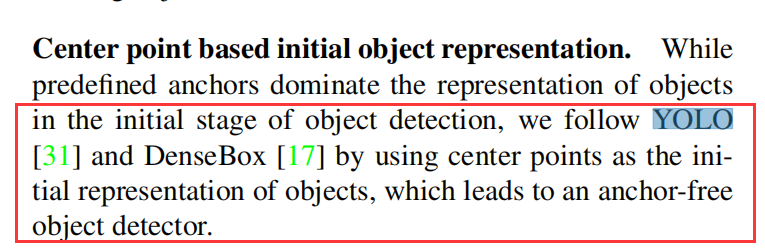 Center point based initial object representation. While
predefined anchors dominate the representation of objects
in the initial stage of object detection, we follow YOLO
[31] and DenseBox [17] by using center points as the ini-
tial representation of objects, which leads to an anchor-free
object detector.